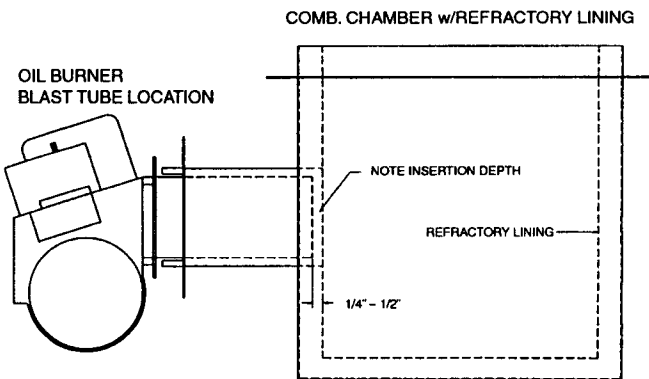 COMB. CHAMBER w/REFRACTORY LINING
OIL BURNER
BLAST TUBE LOCATION
NOTE INSERTION DEPTH
REFRACTORY LINING
1/4" - 1/2"